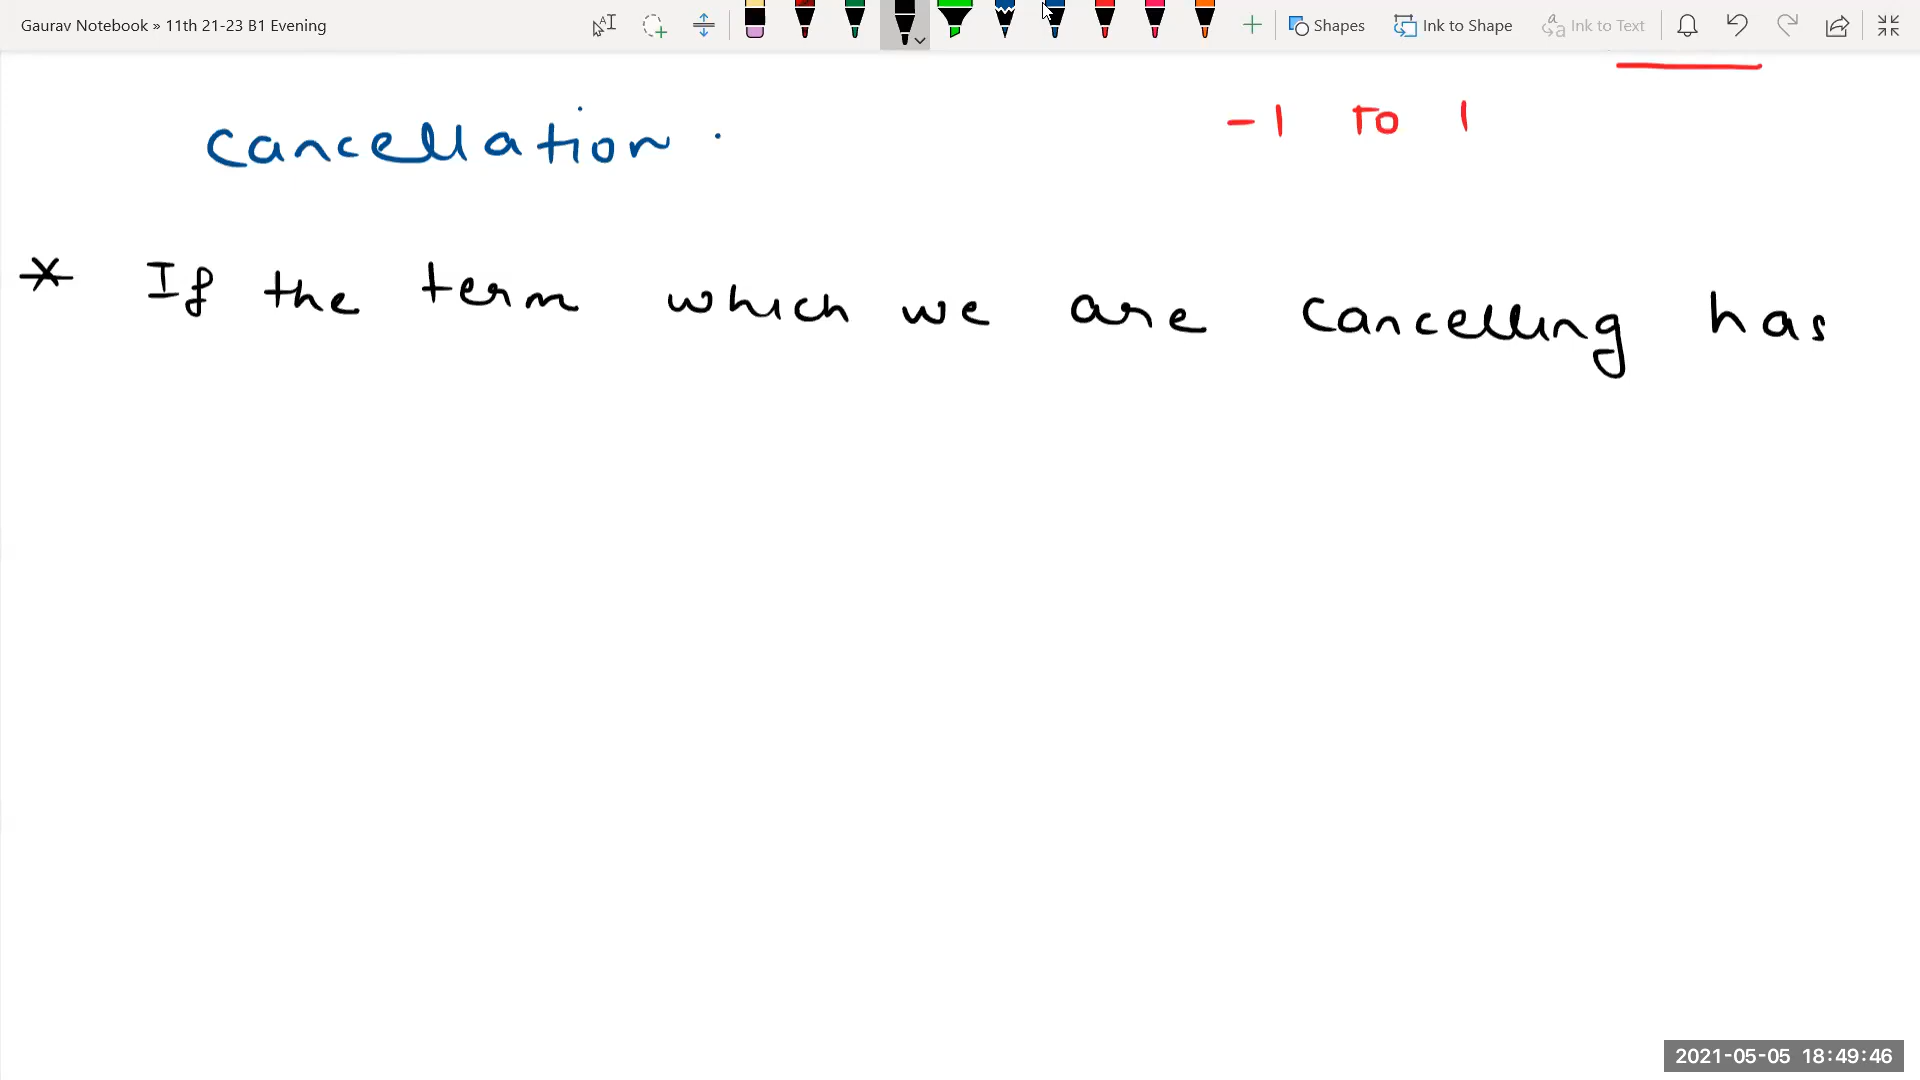 Gaurav Notebook » 11th 21-23 B1 Evening
Shapes
Ink to Shape
Ink to Text
cancellation.
-1 To 1
* If the term which we are cancelling has
2021-05-05 18:49:46